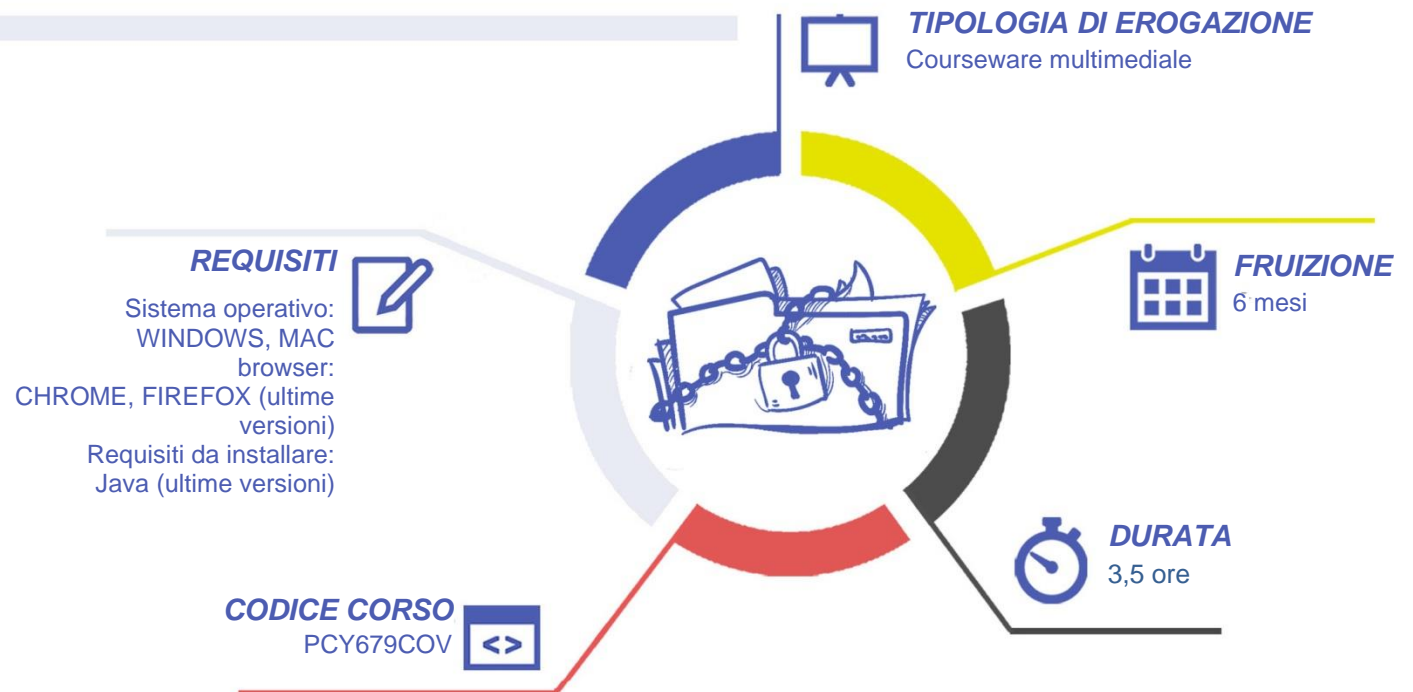 TIPOLOGIA DI EROGAZIONE
Courseware multimediale
REQUISITI
Sistema operativo:
WINDOWS, MAC
browser:
CHROME, FIREFOX (ultime
versioni)
Requisiti da installare:
Java (ultime versioni)
FRUIZIONE
6 mesi
DURATA
3,5 ore
CODICE CORSO
PCY679COV
<>